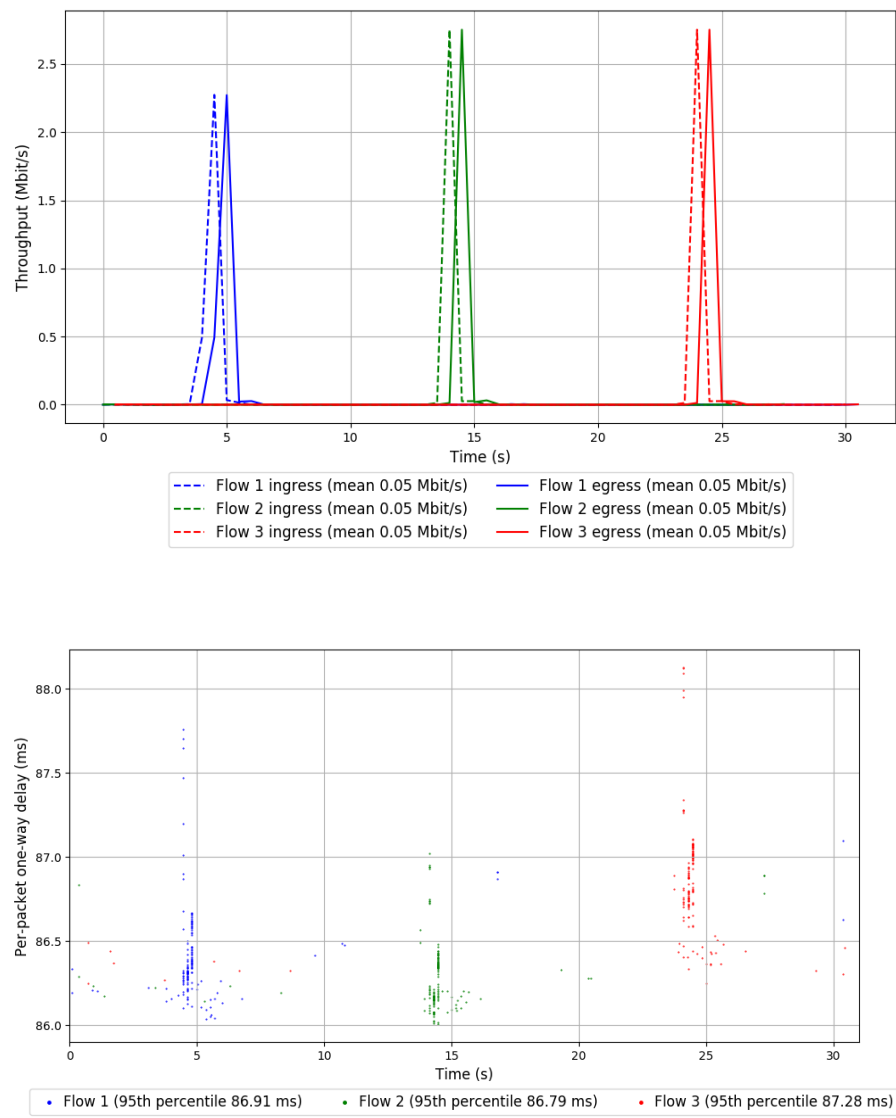 2.5
2.0
1.5
1.0
0.5
0.0
Throughput (Mbit/s)
0 5 10 15 20 25 30
Time (s)
Flow 1 ingress (mean 0.05 Mbit/s) Flow 1 egress (mean 0.05 Mbit/s)
Flow 2 ingress (mean 0.05 Mbit/s) Flow 2 egress (mean 0.05 Mbit/s)
Flow 3 ingress (mean 0.05 Mbit/s) Flow 3 egress (mean 0.05 Mbit/s)
88.0
87.5
87.0
86.5
86.0
Per-packet one-way delay (ms)
0 5 10 15 20 25 30
Time (s)
Flow 1 (95th percentile 86.91 ms) Flow 2 (95th percentile 86.79 ms) Flow 3 (95th percentile 87.28 ms)